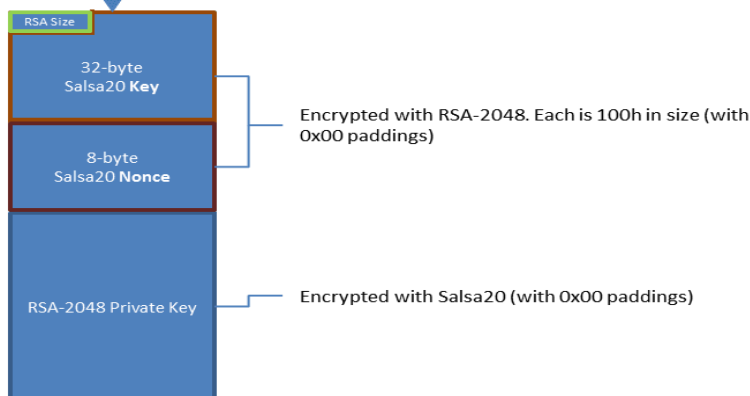 RSA Size
32-byte
Salsa20 Key
Encrypted with RSA-2048. Each is 100h in size (with
0x00 paddings)
8-byte
Salsa20 Nonce
RSA-2048 Private Key
Encrypted with Salsa20 (with 0x00 paddings)